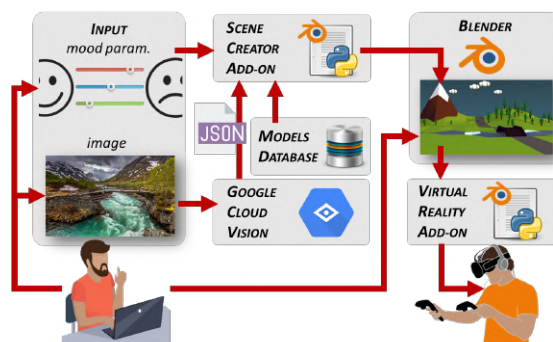 INPUT
mood param.
image
SCENE
CREATOR
ADD-ON
JSON
MODELS
DATABASE
GOOGLE
CLOUD
VISION
BLENDER
VIRTUAL
REALITY
ADD-ON